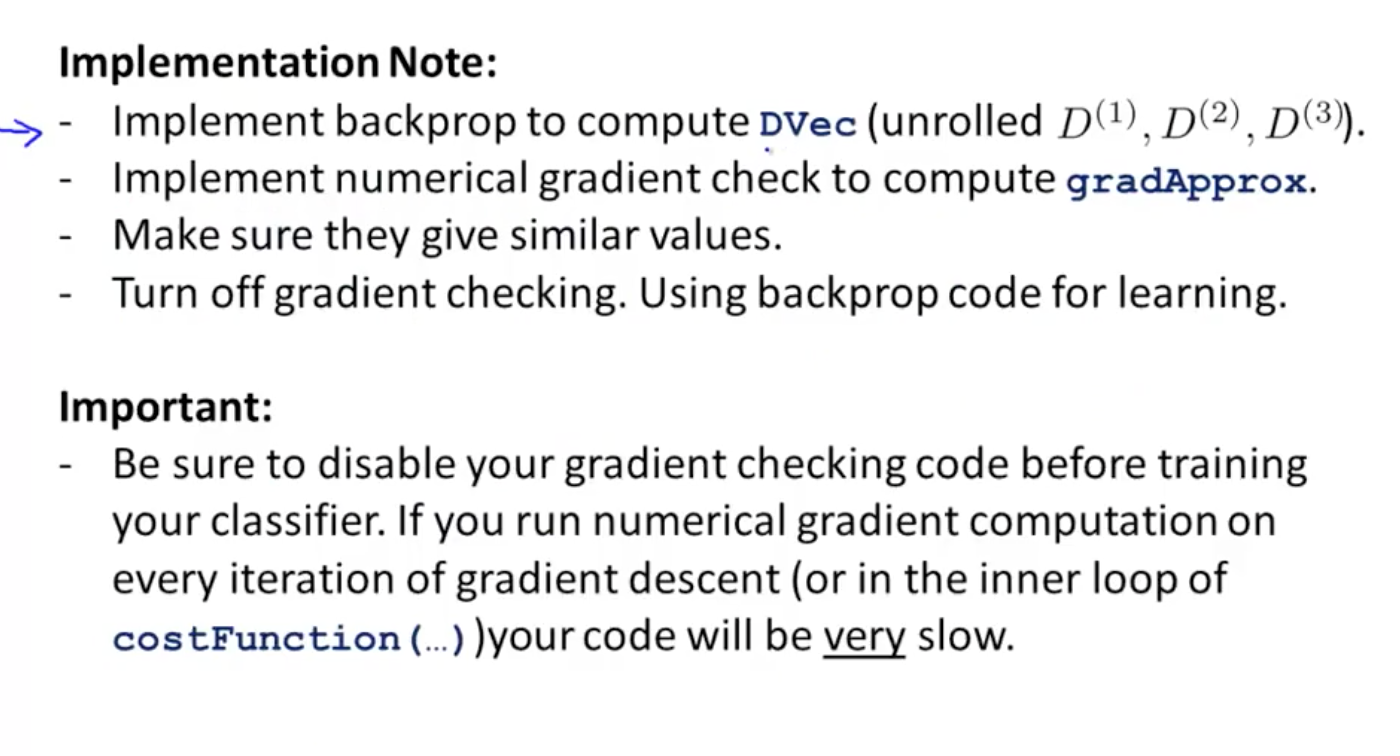 Implementation Note:
- Implement backprop to compute DVec (unrolled D^{(1)}, D^{(2)}, D^{(3)}).
- Implement numerical gradient check to compute gradApprox.
- Make sure they give similar values.
- Turn off gradient checking. Using backprop code for learning.
Important:
- Be sure to disable your gradient checking code before training
your classifier. If you run numerical gradient computation on
every iteration of gradient descent (or in the inner loop of
costFunction(…))your code will be very slow.